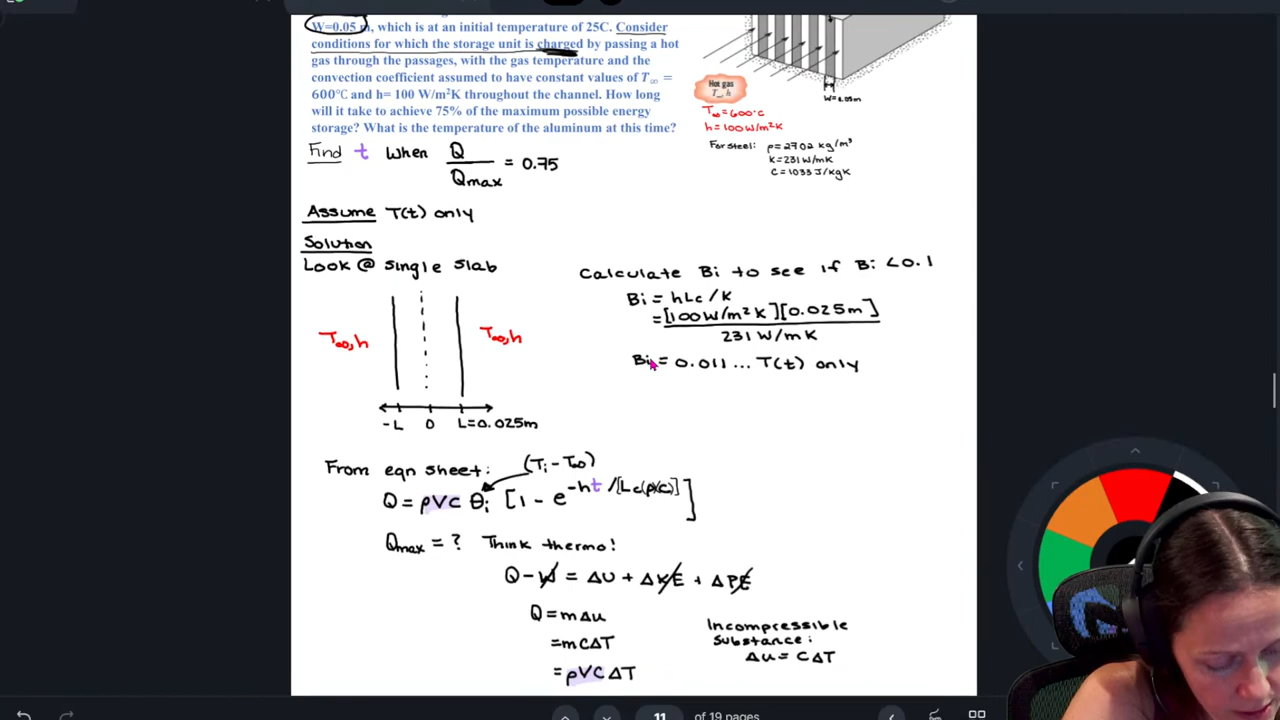 W=0.05 m, which is at an initial temperature of 25C. Consider
conditions for which the storage unit is charged by passing a hot
gas through the passages, with the gas temperature and the
convection coefficient assumed to have constant values of T∞ =
600°C and h= 100 W/m²K throughout the channel. How long
will it take to achieve 75% of the maximum possible energy
storage? What is the temperature of the aluminum at this time?
Hot gas
T∞, h
W=0.05m
T∞=600°C
h=100W/m²K
For steel: ρ=2702 kg/m³
K=231 W/mK
C=1033 J/kgK
Find t when Q/Qmax = 0.75
Assume T(t) only
Solution
Look @ single slab
T∞,h
T∞,h
-L 0 L=0.025m
Calculate Bi to see if Bi <0.1
Bi = hLc/K
= [100W/m²K][0.025m]
231 W/mK
Bi = 0.011... T(t) only
From eqn sheet: (Ti-T∞)
Q = ρVC θi [1 - e^-ht/[Lc(ρ)(c)]]
Qmax = ? Think thermo!
Q-W = ΔU + ΔKE + ΔPE
Q=mΔu
=mCΔT
=ρVCΔT
Incompressible
substance:
Δu= CΔT
11 of 19 pages